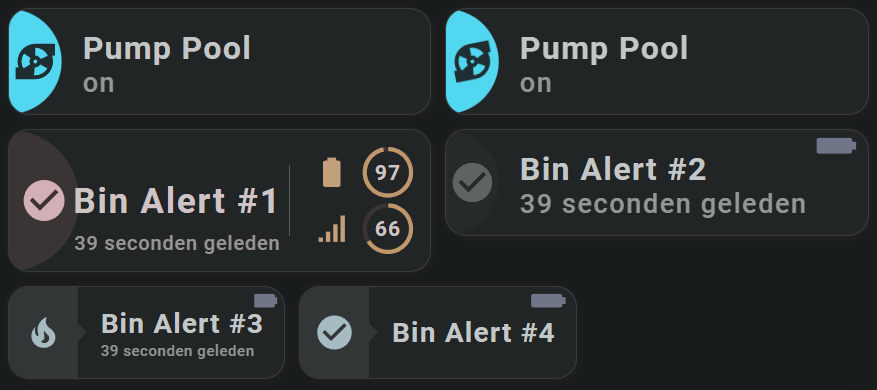 Pump Pool
on
Pump Pool
on
Bin Alert #1
39 seconden geleden
97
66
Bin Alert #2
39 seconden geleden
Bin Alert #3
39 seconden geleden
Bin Alert #4